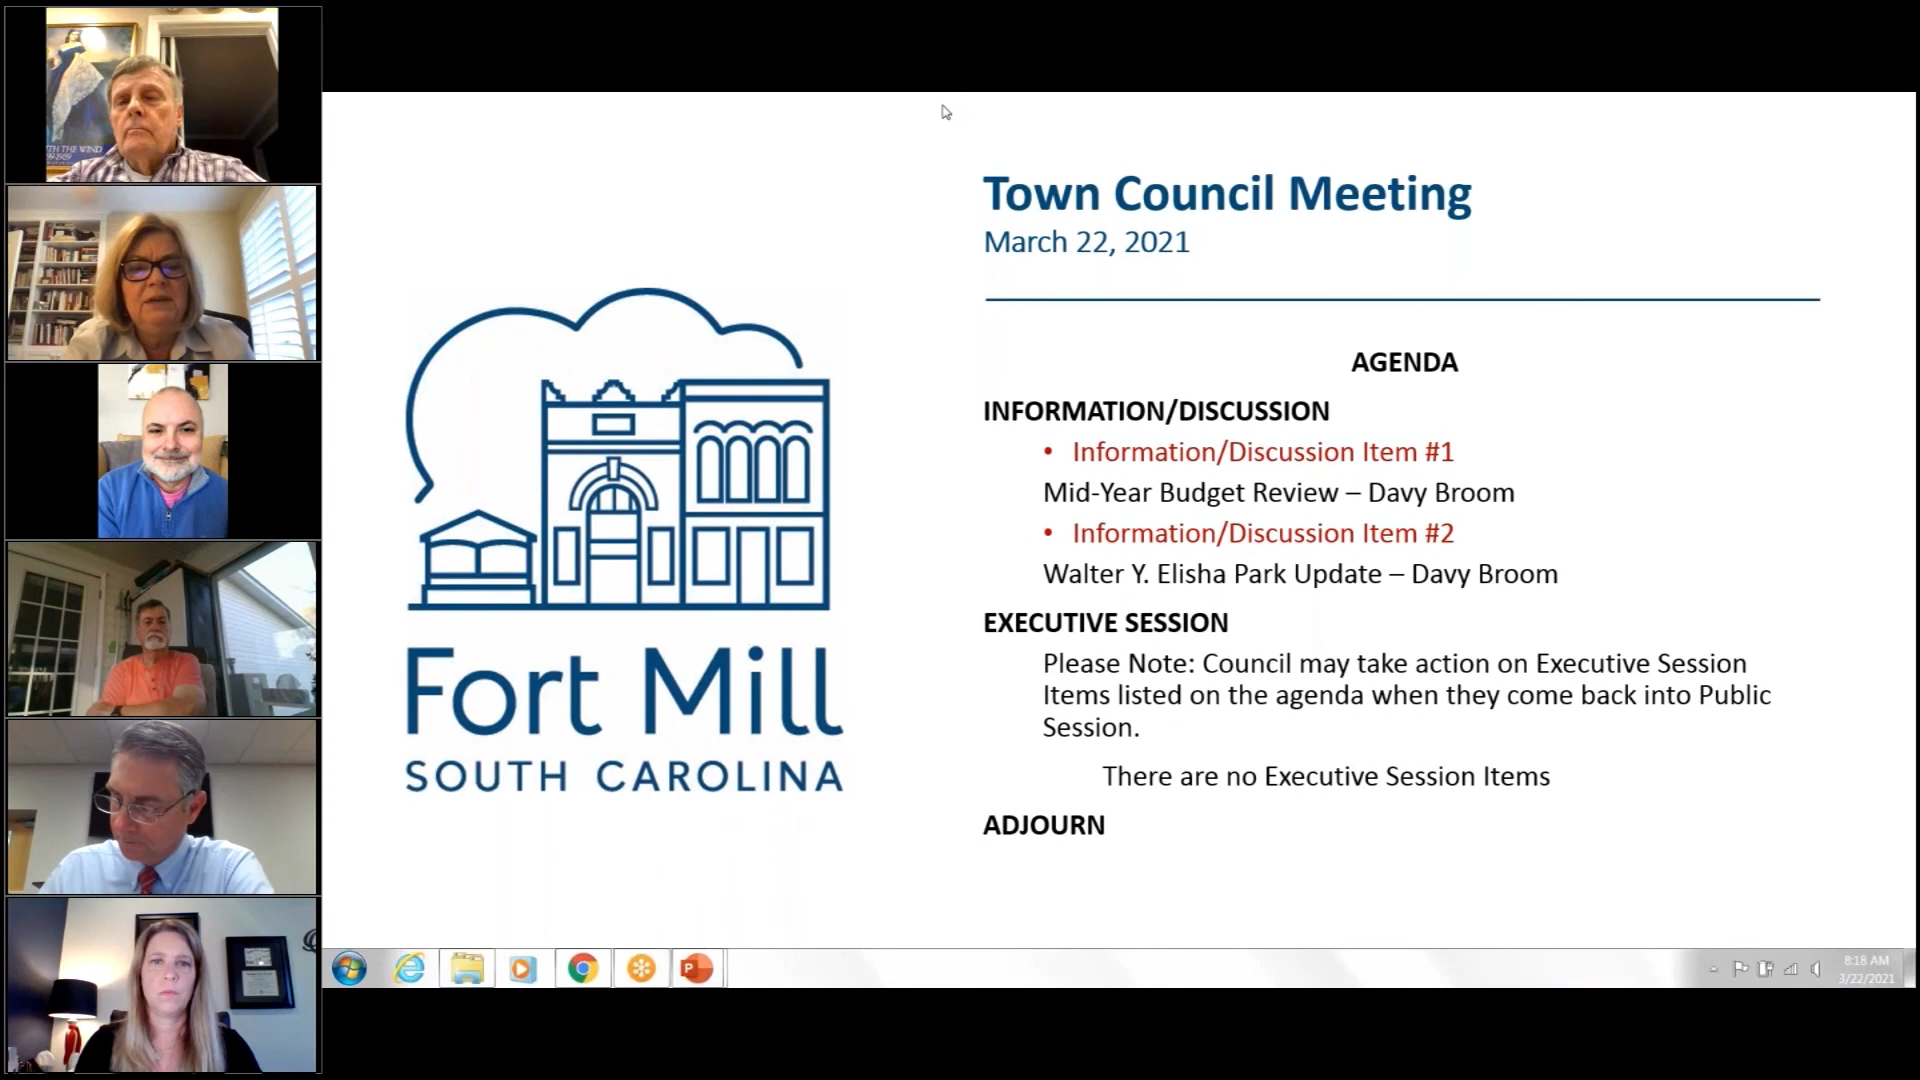 TH THE WIND
Town Council Meeting
March 22, 2021
AGENDA
INFORMATION/DISCUSSION
• Information/Discussion Item #1
Mid-Year Budget Review – Davy Broom
• Information/Discussion Item #2
Walter Y. Elisha Park Update – Davy Broom
EXECUTIVE SESSION
Please Note: Council may take action on Executive Session
Items listed on the agenda when they come back into Public
Session.
There are no Executive Session Items
ADJOURN
Fort Mill
SOUTH CAROLINA
8:18 AM
3/22/2021